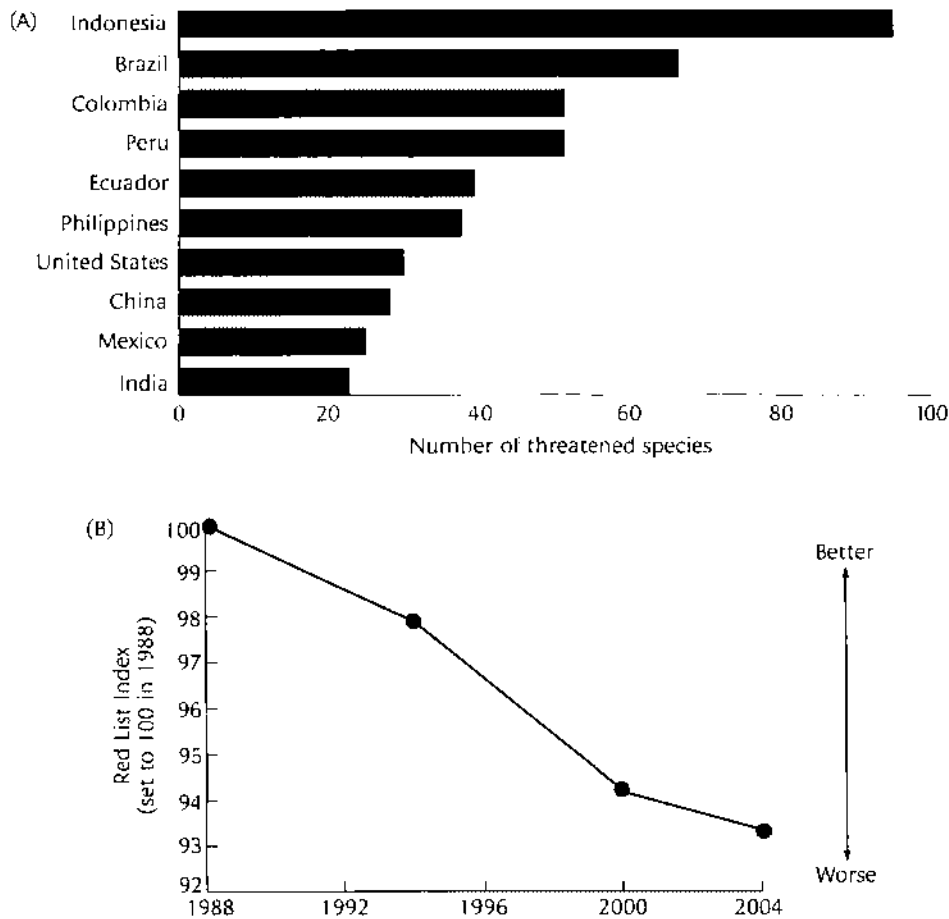 (A)
Indonesia
Brazil
Colombia
Peru
Ecuador
Philippines
United States
China
Mexico
India
0 20 40 60 80 100
Number of threatened species
(B)
100
99
98
97
96
95
94
93
92
Red List Index
(set to 100 in 1988)
1988 1992 1996 2000 2004
Better
Worse